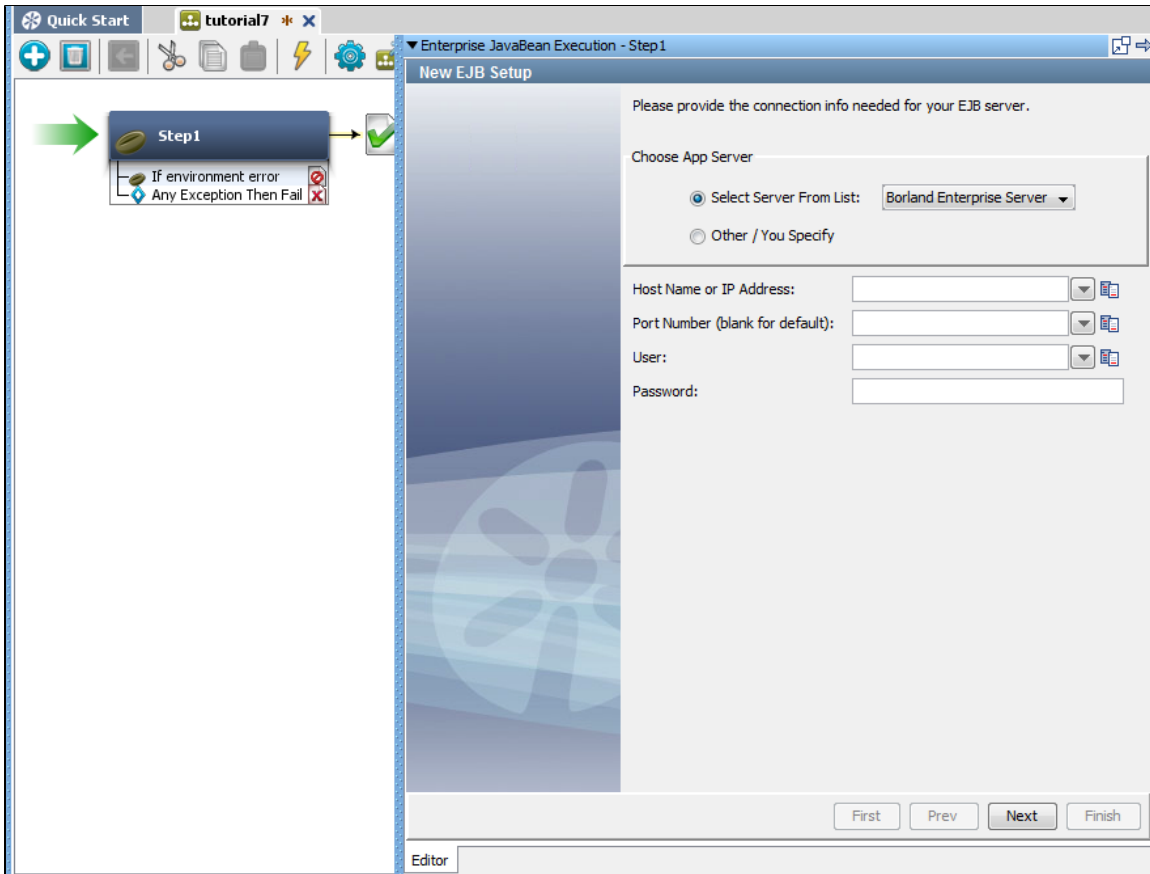 Quick Start
tutorial7
Enterprise JavaBean Execution - Step1
New EJB Setup
Step1
If environment error
Any Exception Then Fail
Please provide the connection info needed for your EJB server.
Choose App Server
Select Server From List: Borland Enterprise Server
Other / You Specify
Host Name or IP Address:
Port Number (blank for default):
User:
Password:
First Prev Next Finish
Editor